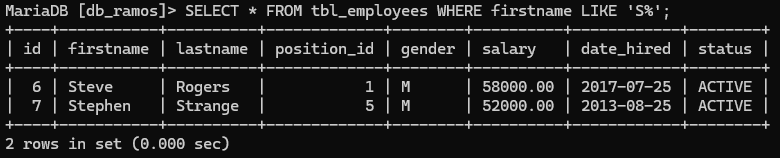 MariaDB [db_ramos]> SELECT * FROM tbl_employees WHERE firstname LIKE 'S%';
+----+-----------+----------+-------------+--------+----------+------------+--------+
| id | firstname | lastname | position_id | gender | salary   | date_hired | status |
+----+-----------+----------+-------------+--------+----------+------------+--------+
|  6 | Steve     | Rogers   |           1 | M      | 58000.00 | 2017-07-25 | ACTIVE |
|  7 | Stephen   | Strange  |           5 | M      | 52000.00 | 2013-08-25 | ACTIVE |
+----+-----------+----------+-------------+--------+----------+------------+--------+
2 rows in set (0.000 sec)